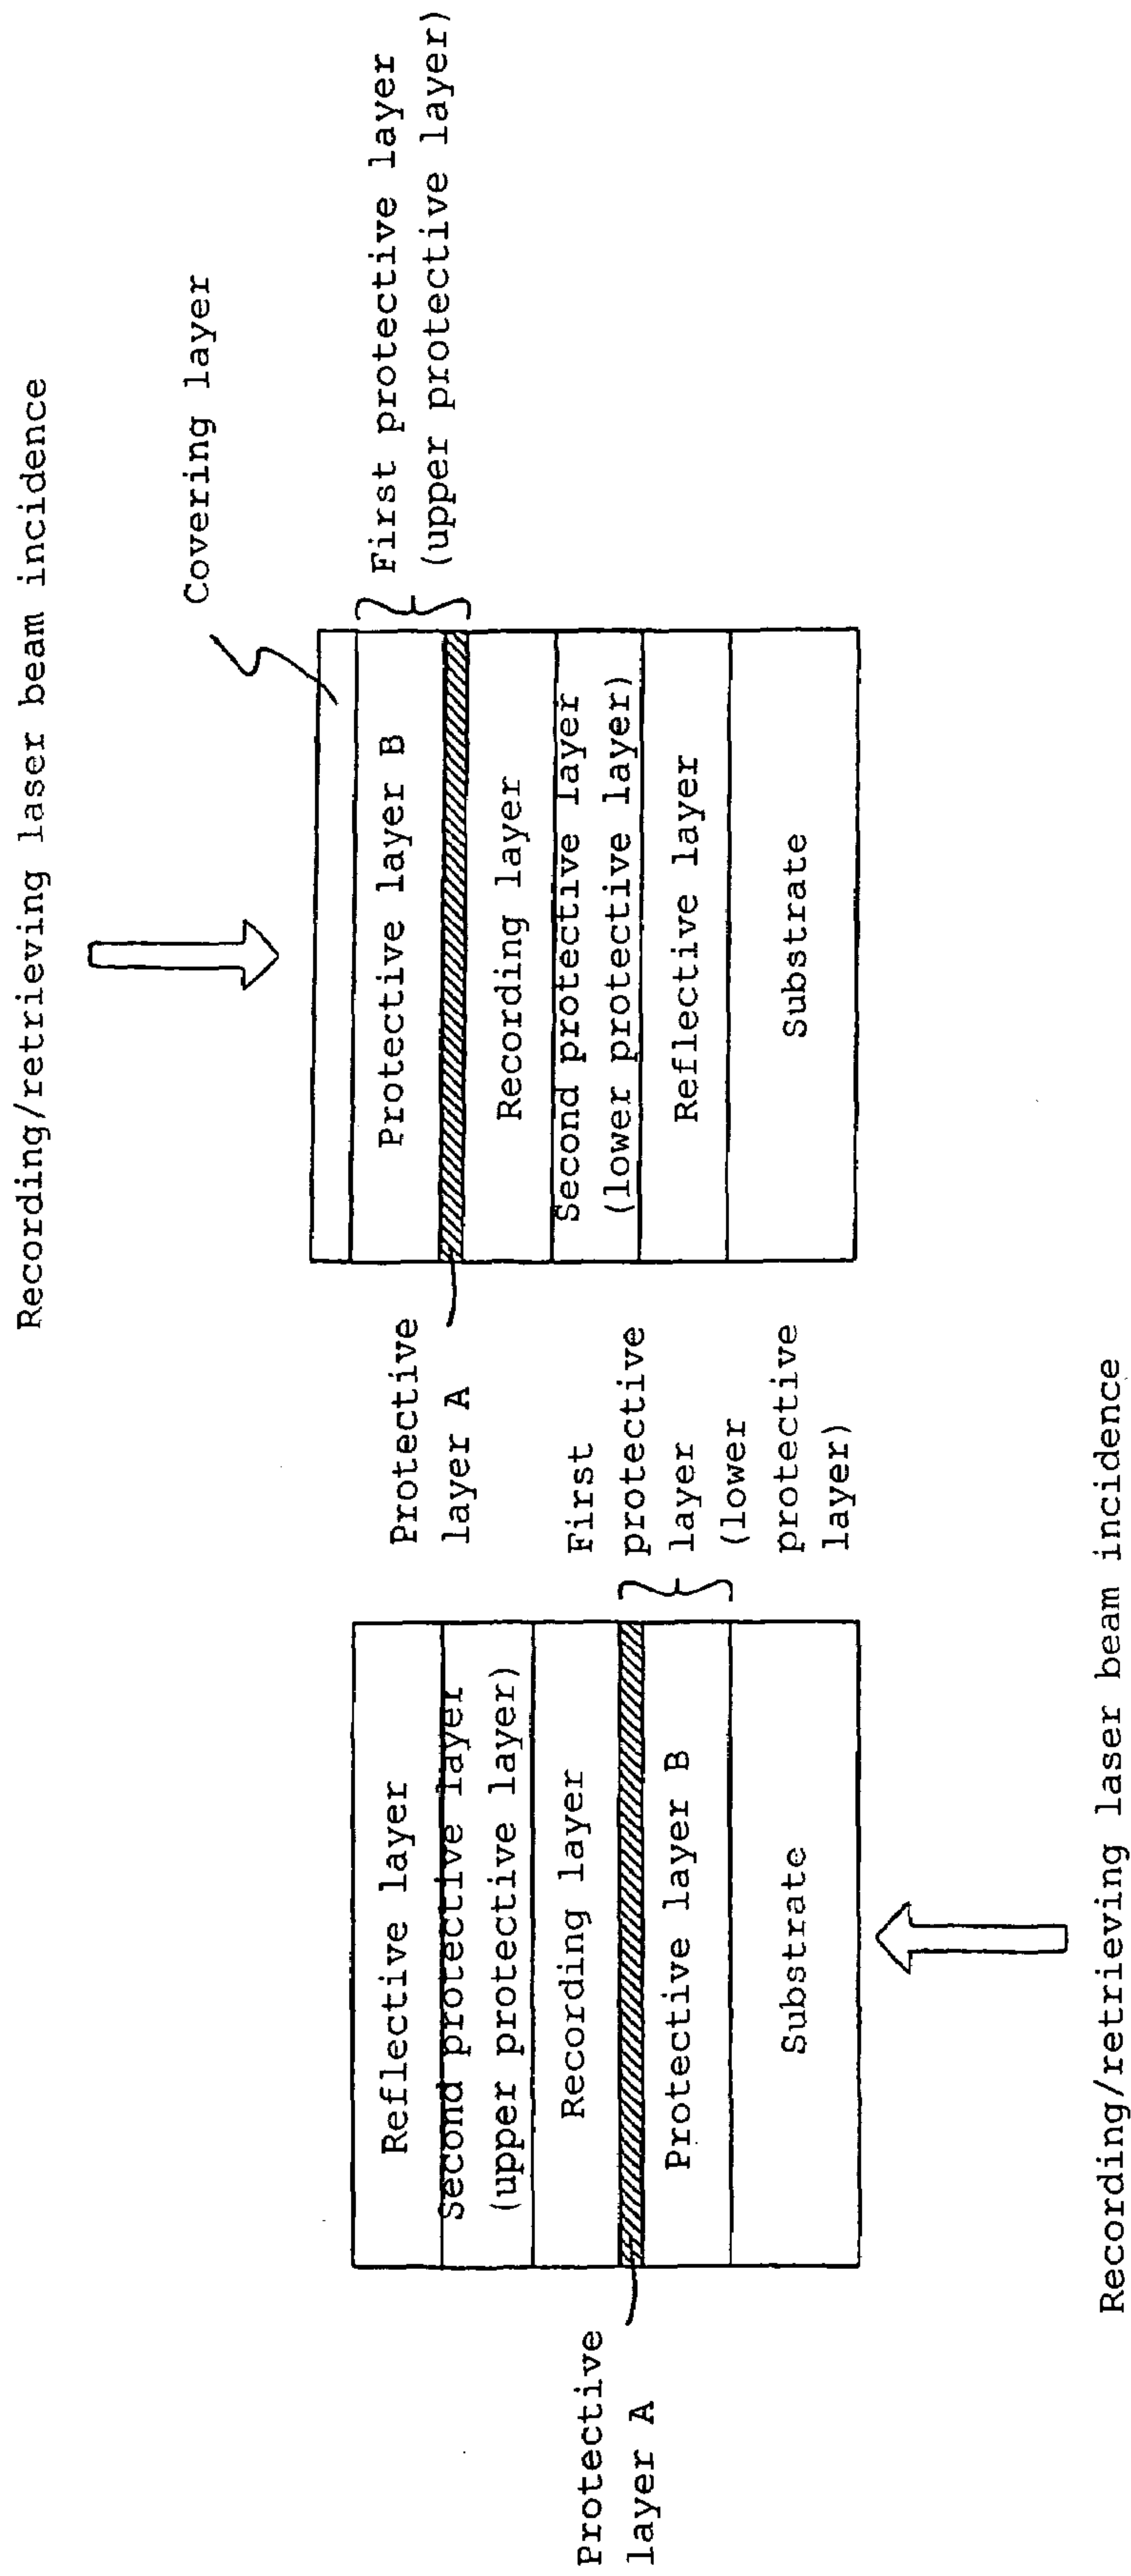 Reflective layer
Second protective layer
(upper protective layer)
Recording layer
Protective layer B
Substrate
Protective
layer A
First
protective
layer
(lower
protective
layer)
Recording/retrieving laser beam incidence
Recording/retrieving laser beam incidence
Covering layer
First protective layer
(upper protective layer)
Protective layer B
Recording layer
Second protective layer
(lower protective layer)
Reflective layer
Substrate
Protective
layer A